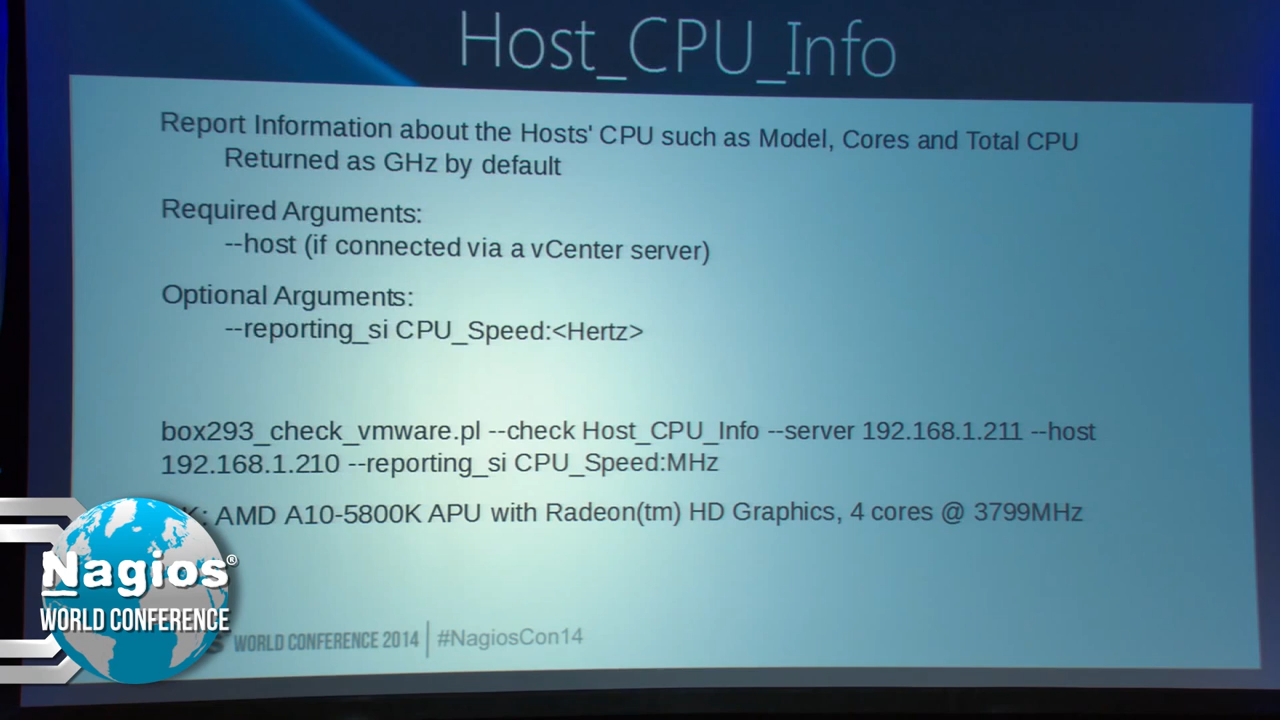 Host_CPU_Info
Report Information about the Hosts' CPU such as Model, Cores and Total CPU
Returned as GHz by default
Required Arguments:
--host (if connected via a vCenter server)
Optional Arguments:
--reporting_si CPU_Speed:<Hertz>
box293_check_vmware.pl --check Host_CPU_Info --server 192.168.1.211 --host
192.168.1.210 --reporting_si CPU_Speed:MHz
AMD A10-5800K APU with Radeon(tm) HD Graphics, 4 cores @ 3799MHz
Nagios®
WORLD CONFERENCE
WORLD CONFERENCE 2014 | #NagiosCon14